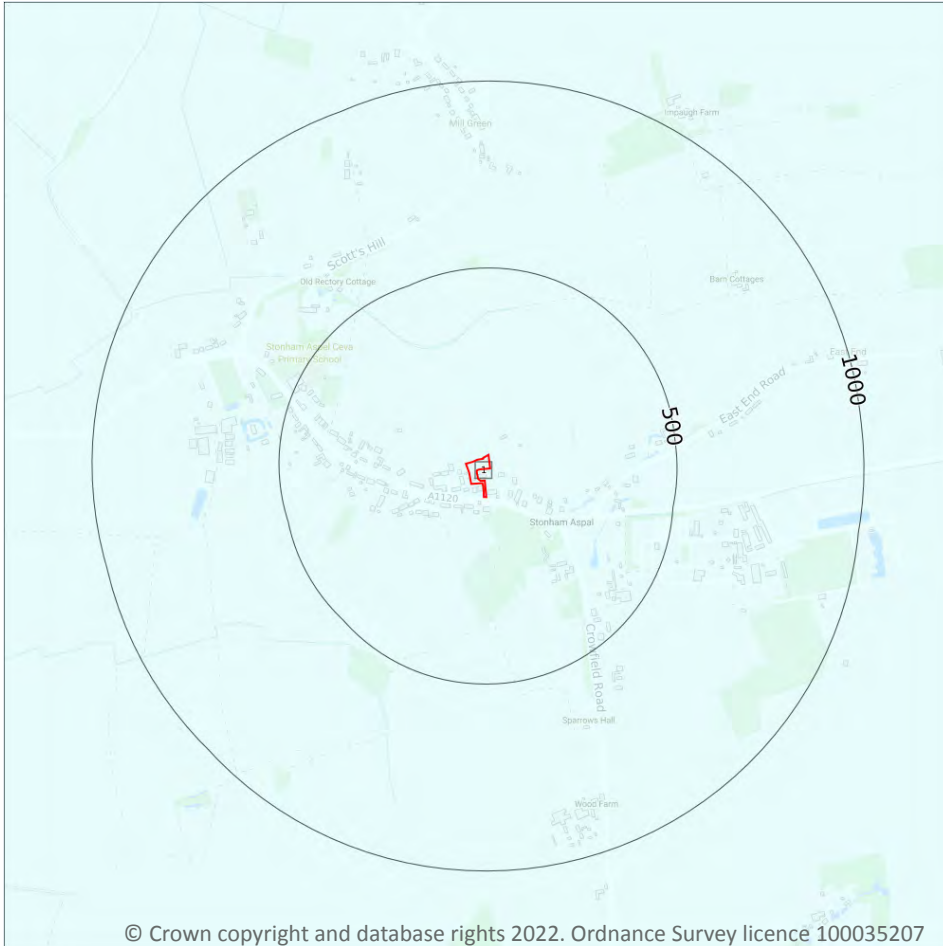 Mill Green
Impaugh Farm
Scott's Hill
Old Rectory Cottage
Barn Cottages
Stonham Aspal Ceva
Primary School
East End
1000
East End Road
500
1
A1120
Stonham Aspal
Crowfield Road
Sparrows Hall
Wood Farm
© Crown copyright and database rights 2022. Ordnance Survey licence 100035207